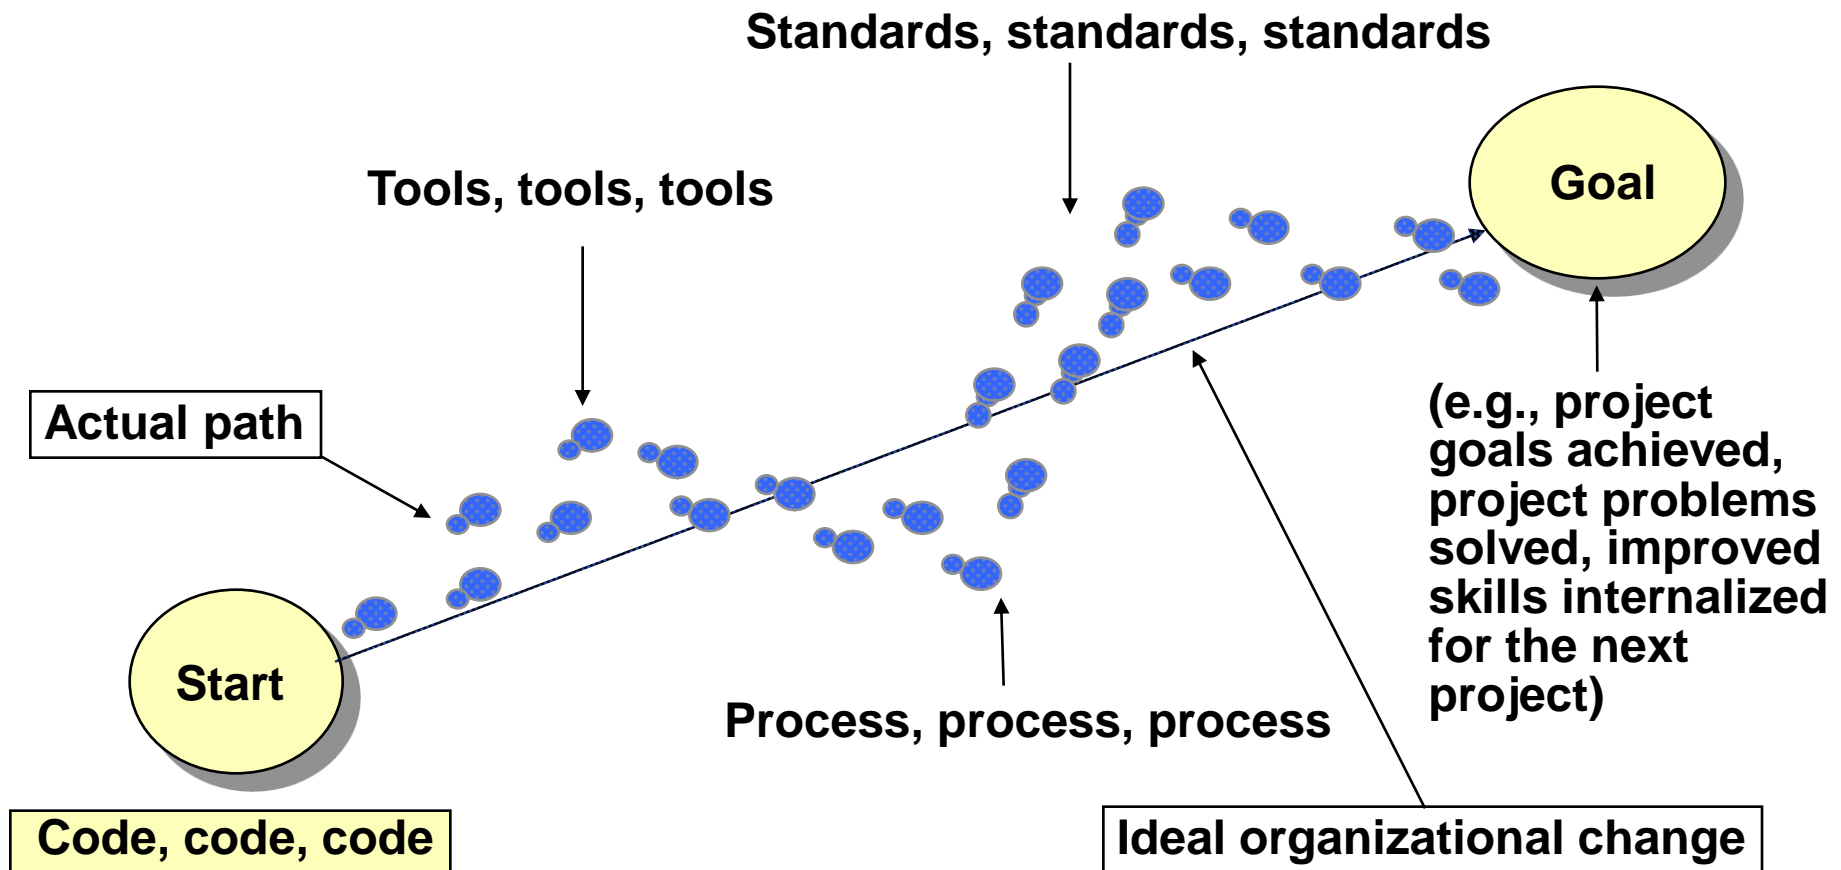 Standards, standards, standards
Tools, tools, tools
Goal
Actual path
(e.g., project
goals achieved,
project problems
solved, improved
skills internalized
for the next
project)
Start
Process, process, process
Code, code, code
Ideal organizational change